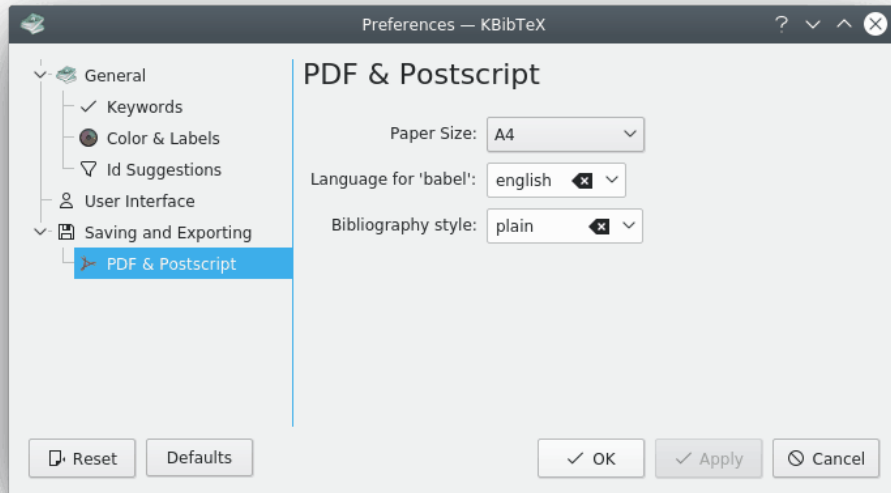 Preferences — KBibTeX
General
Keywords
Color & Labels
Id Suggestions
User Interface
Saving and Exporting
PDF & Postscript
PDF & Postscript
Paper Size: A4
Language for 'babel': english
Bibliography style: plain
Reset Defaults OK Apply Cancel